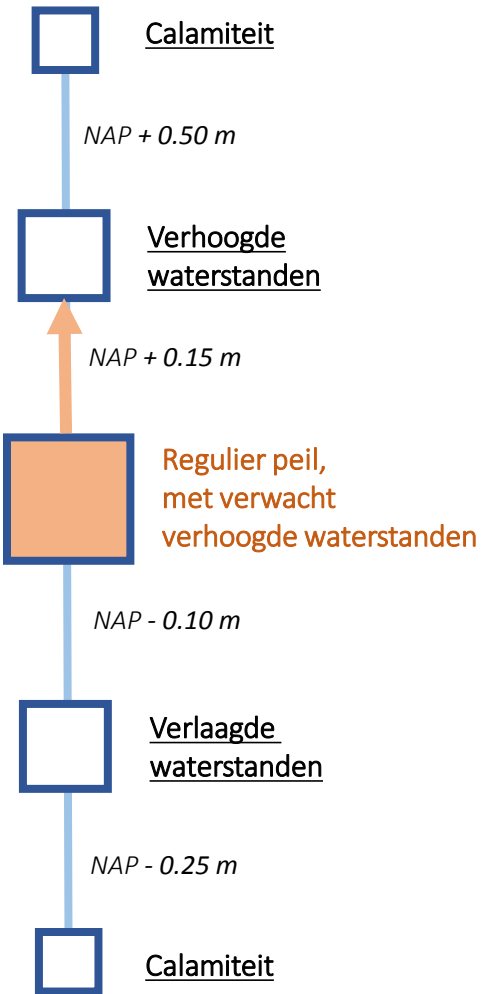 Calamiteit
NAP + 0.50 m
Verhoogde
waterstanden
NAP + 0.15 m
Regulier peil,
met verwacht
verhoogde waterstanden
NAP - 0.10 m
Verlaagde
waterstanden
NAP - 0.25 m
Calamiteit